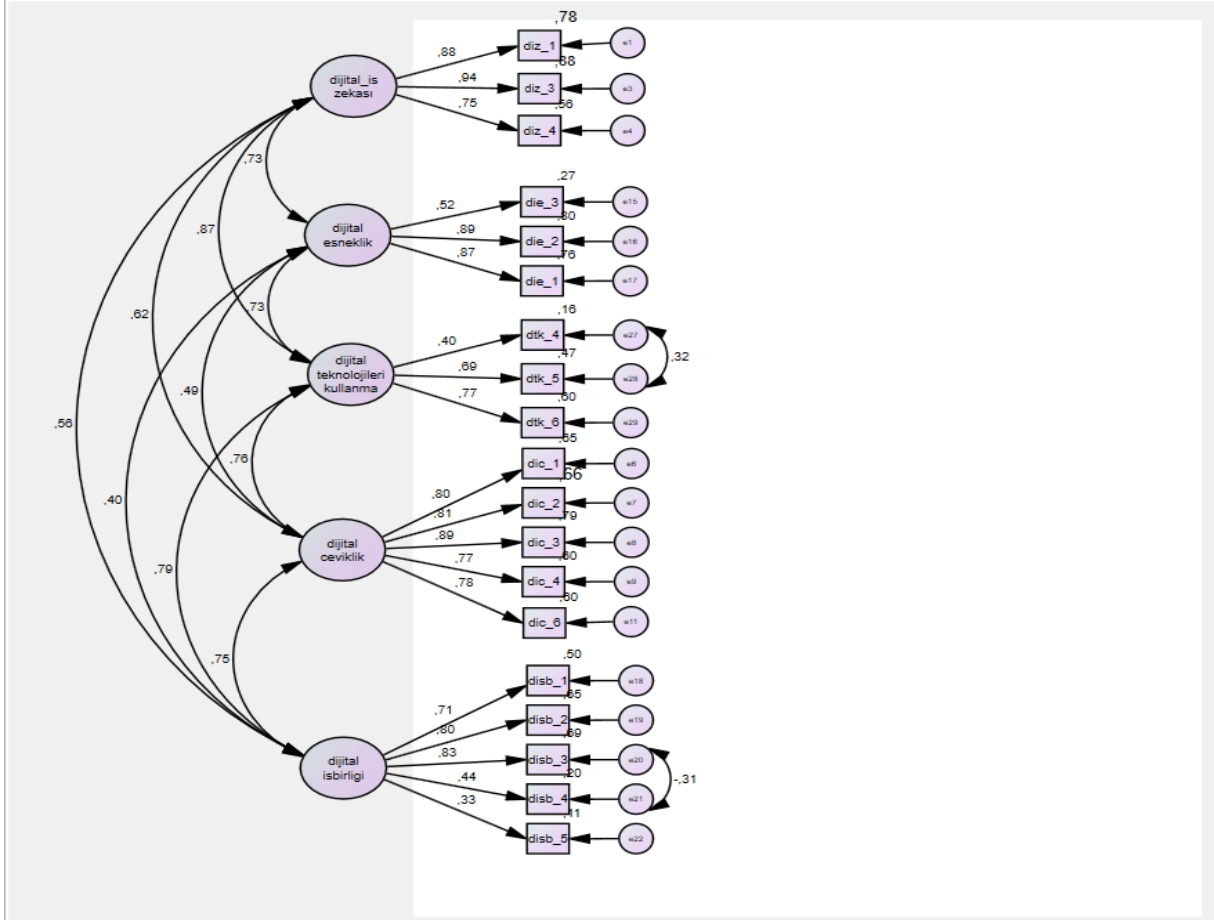 ,78
,88
diz_1
e1
dijital_is
zekası
,88
,94
diz_3
e3
,75
,56
diz_4
e4
,73
,27
,52
die_3
e15
dijital
esneklik
,80
,89
die_2
e16
,87
,76
die_1
e17
,87
,62
,73
,16
,40
dtk_4
e27
,32
dijital
teknolojileri
kullanma
,47
,69
dtk_5
e28
,77
,60
dtk_6
e29
,49
,56
,76
,65
,80
dic_1
e6
,66
,81
dic_2
e7
,40
dijital
ceviklik
,79
,89
dic_3
e8
,77
,60
dic_4
e9
,79
,78
,60
dic_6
e11
,75
,50
,71
disb_1
e18
,65
,80
disb_2
e19
dijital
isbirligi
,69
,83
disb_3
e20
-,31
,20
,44
disb_4
e21
,33
,11
disb_5
e22